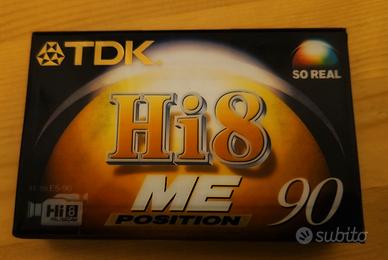 TDK
SO REAL
Hi8
ME
POSITION
90
Hi8
subito